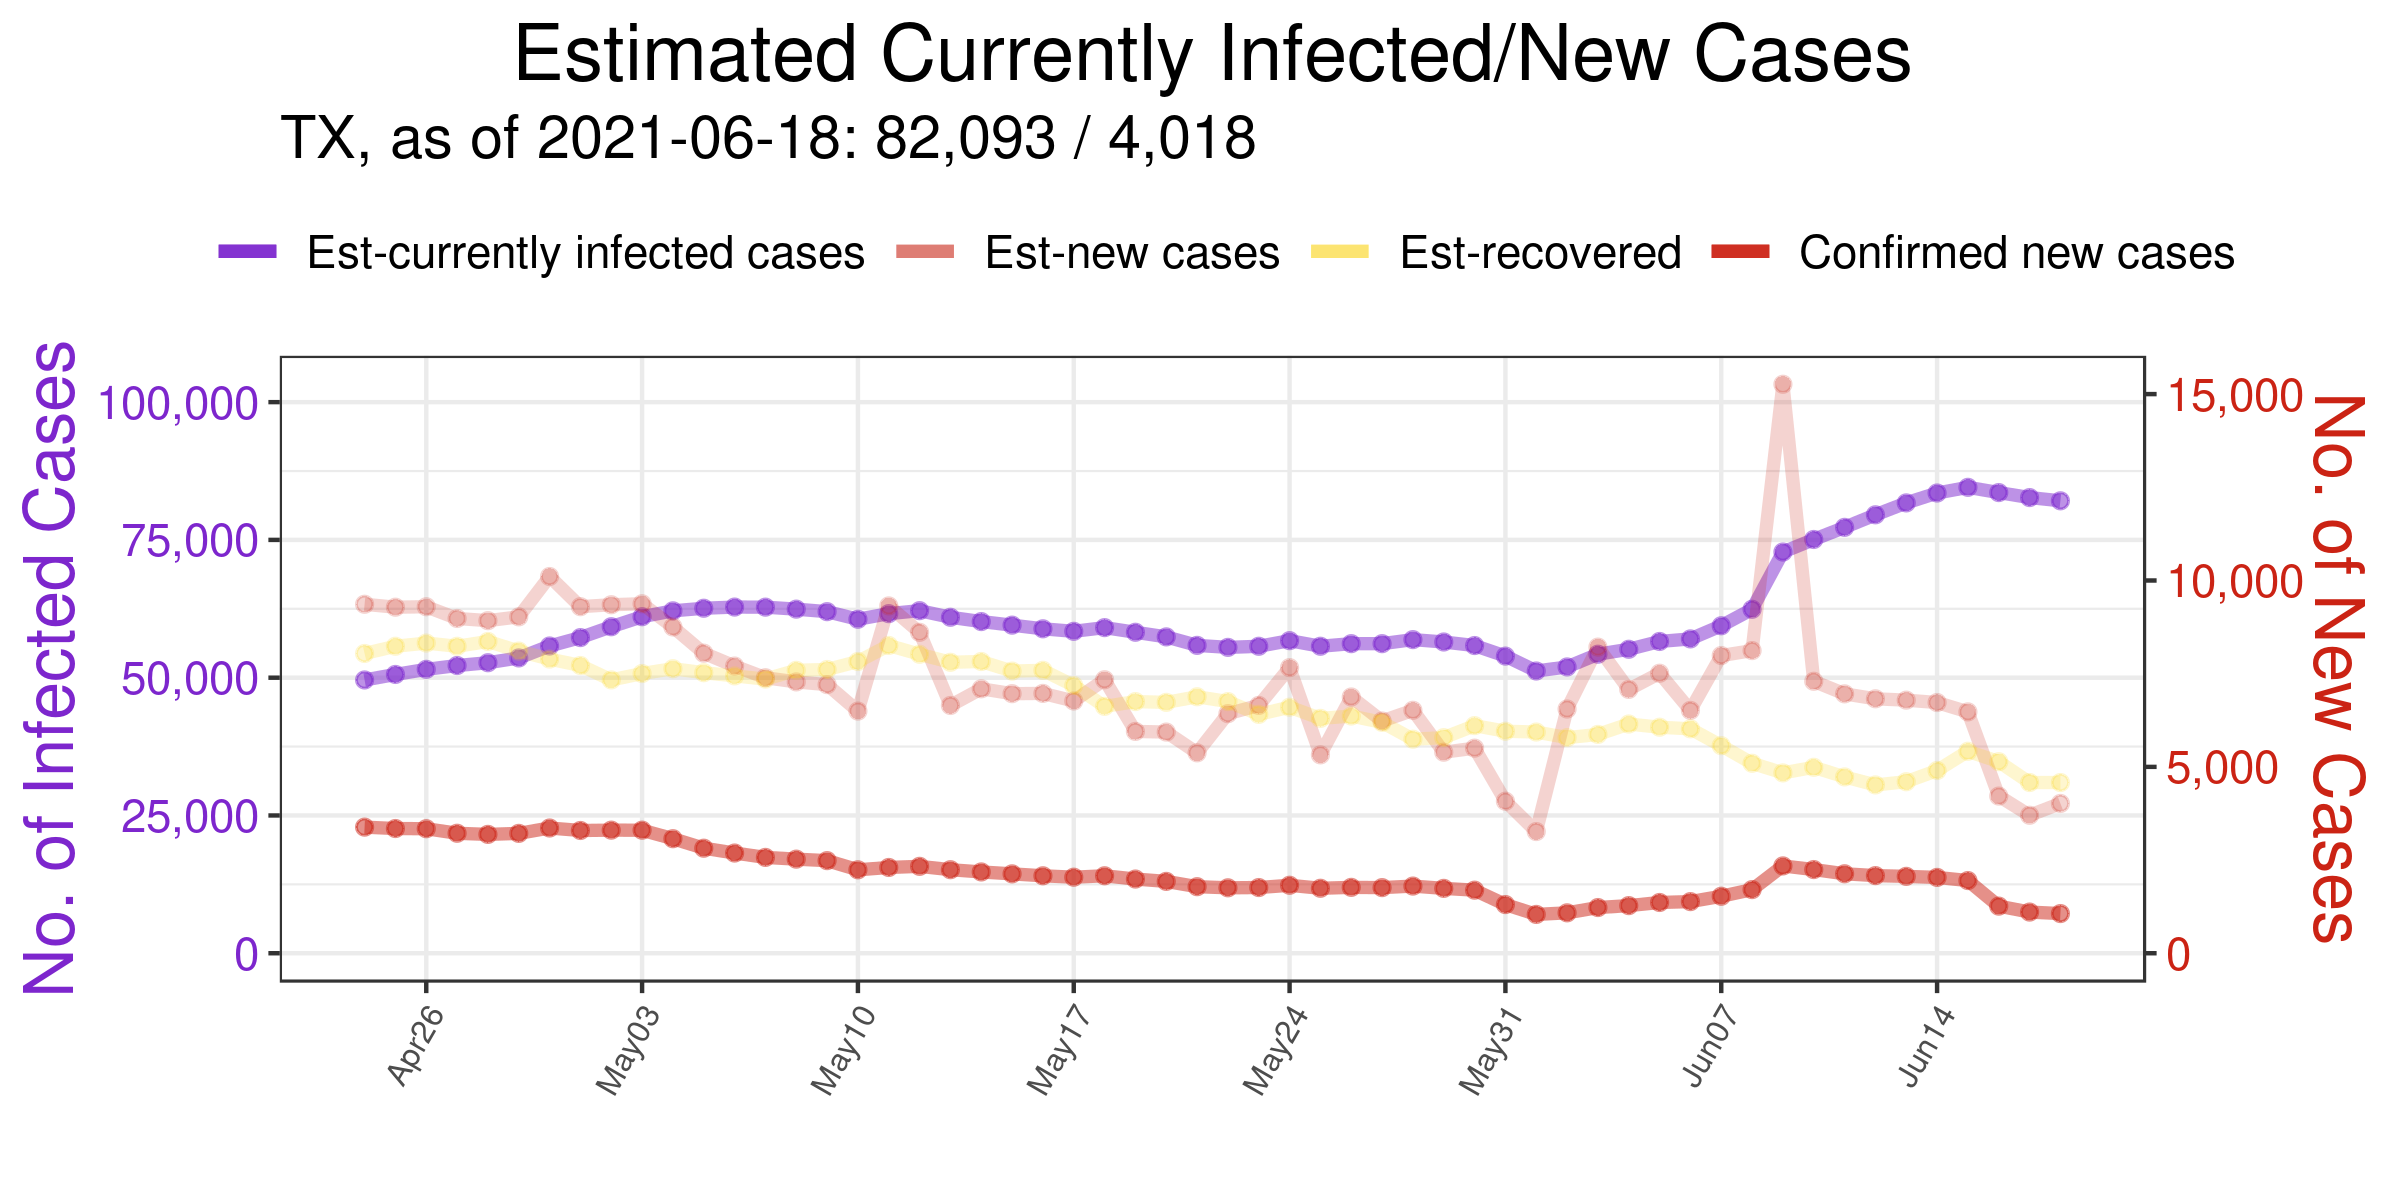 Estimated Currently Infected/New Cases
TX, as of 2021-06-18: 82,093 / 4,018
Est-currently infected cases Est-new cases Est-recovered Confirmed new cases
No. of Infected Cases
100,000
75,000
50,000
25,000
0
15,000
10,000
5,000
0
No. of New Cases
Apr26 May03 May10 May17 May24 May31 Jun07 Jun14